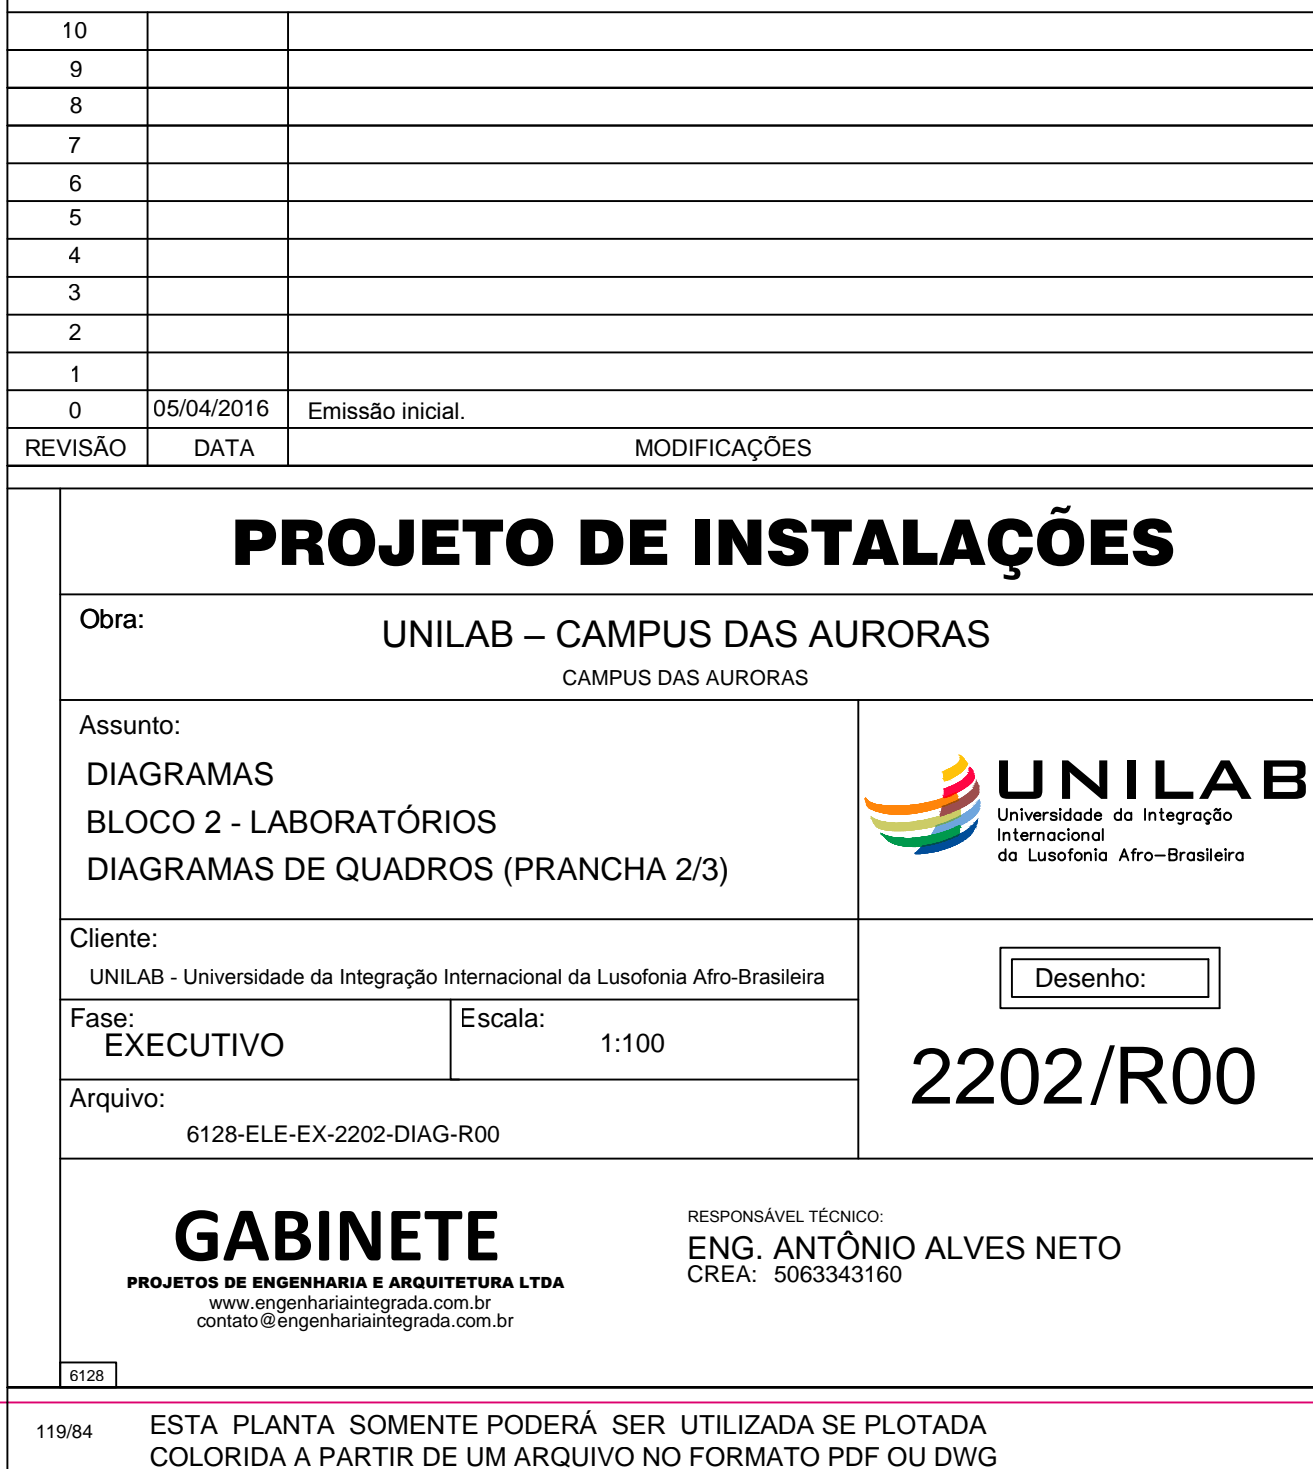 10
9
8
7
6
5
4
3
2
1
0 05/04/2016 Emissão inicial.
REVISÃO DATA MODIFICAÇÕES
PROJETO DE INSTALAÇÕES
Obra:
UNILAB – CAMPUS DAS AURORAS
CAMPUS DAS AURORAS
Assunto:
DIAGRAMAS
BLOCO 2 - LABORATÓRIOS
DIAGRAMAS DE QUADROS (PRANCHA 2/3)
UNILAB
Universidade da Integração
Internacional
da Lusofonia Afro-Brasileira
Cliente:
UNILAB - Universidade da Integração Internacional da Lusofonia Afro-Brasileira
Fase:
EXECUTIVO
Escala:
1:100
Arquivo:
6128-ELE-EX-2202-DIAG-R00
Desenho:
2202/R00
GABINETE
PROJETOS DE ENGENHARIA E ARQUITETURA LTDA
www.engenhariaintegrada.com.br
contato@engenhariaintegrada.com.br
RESPONSÁVEL TÉCNICO:
ENG. ANTÔNIO ALVES NETO
CREA: 5063343160
6128
119/84
ESTA PLANTA SOMENTE PODERÁ SER UTILIZADA SE PLOTADA
COLORIDA A PARTIR DE UM ARQUIVO NO FORMATO PDF OU DWG